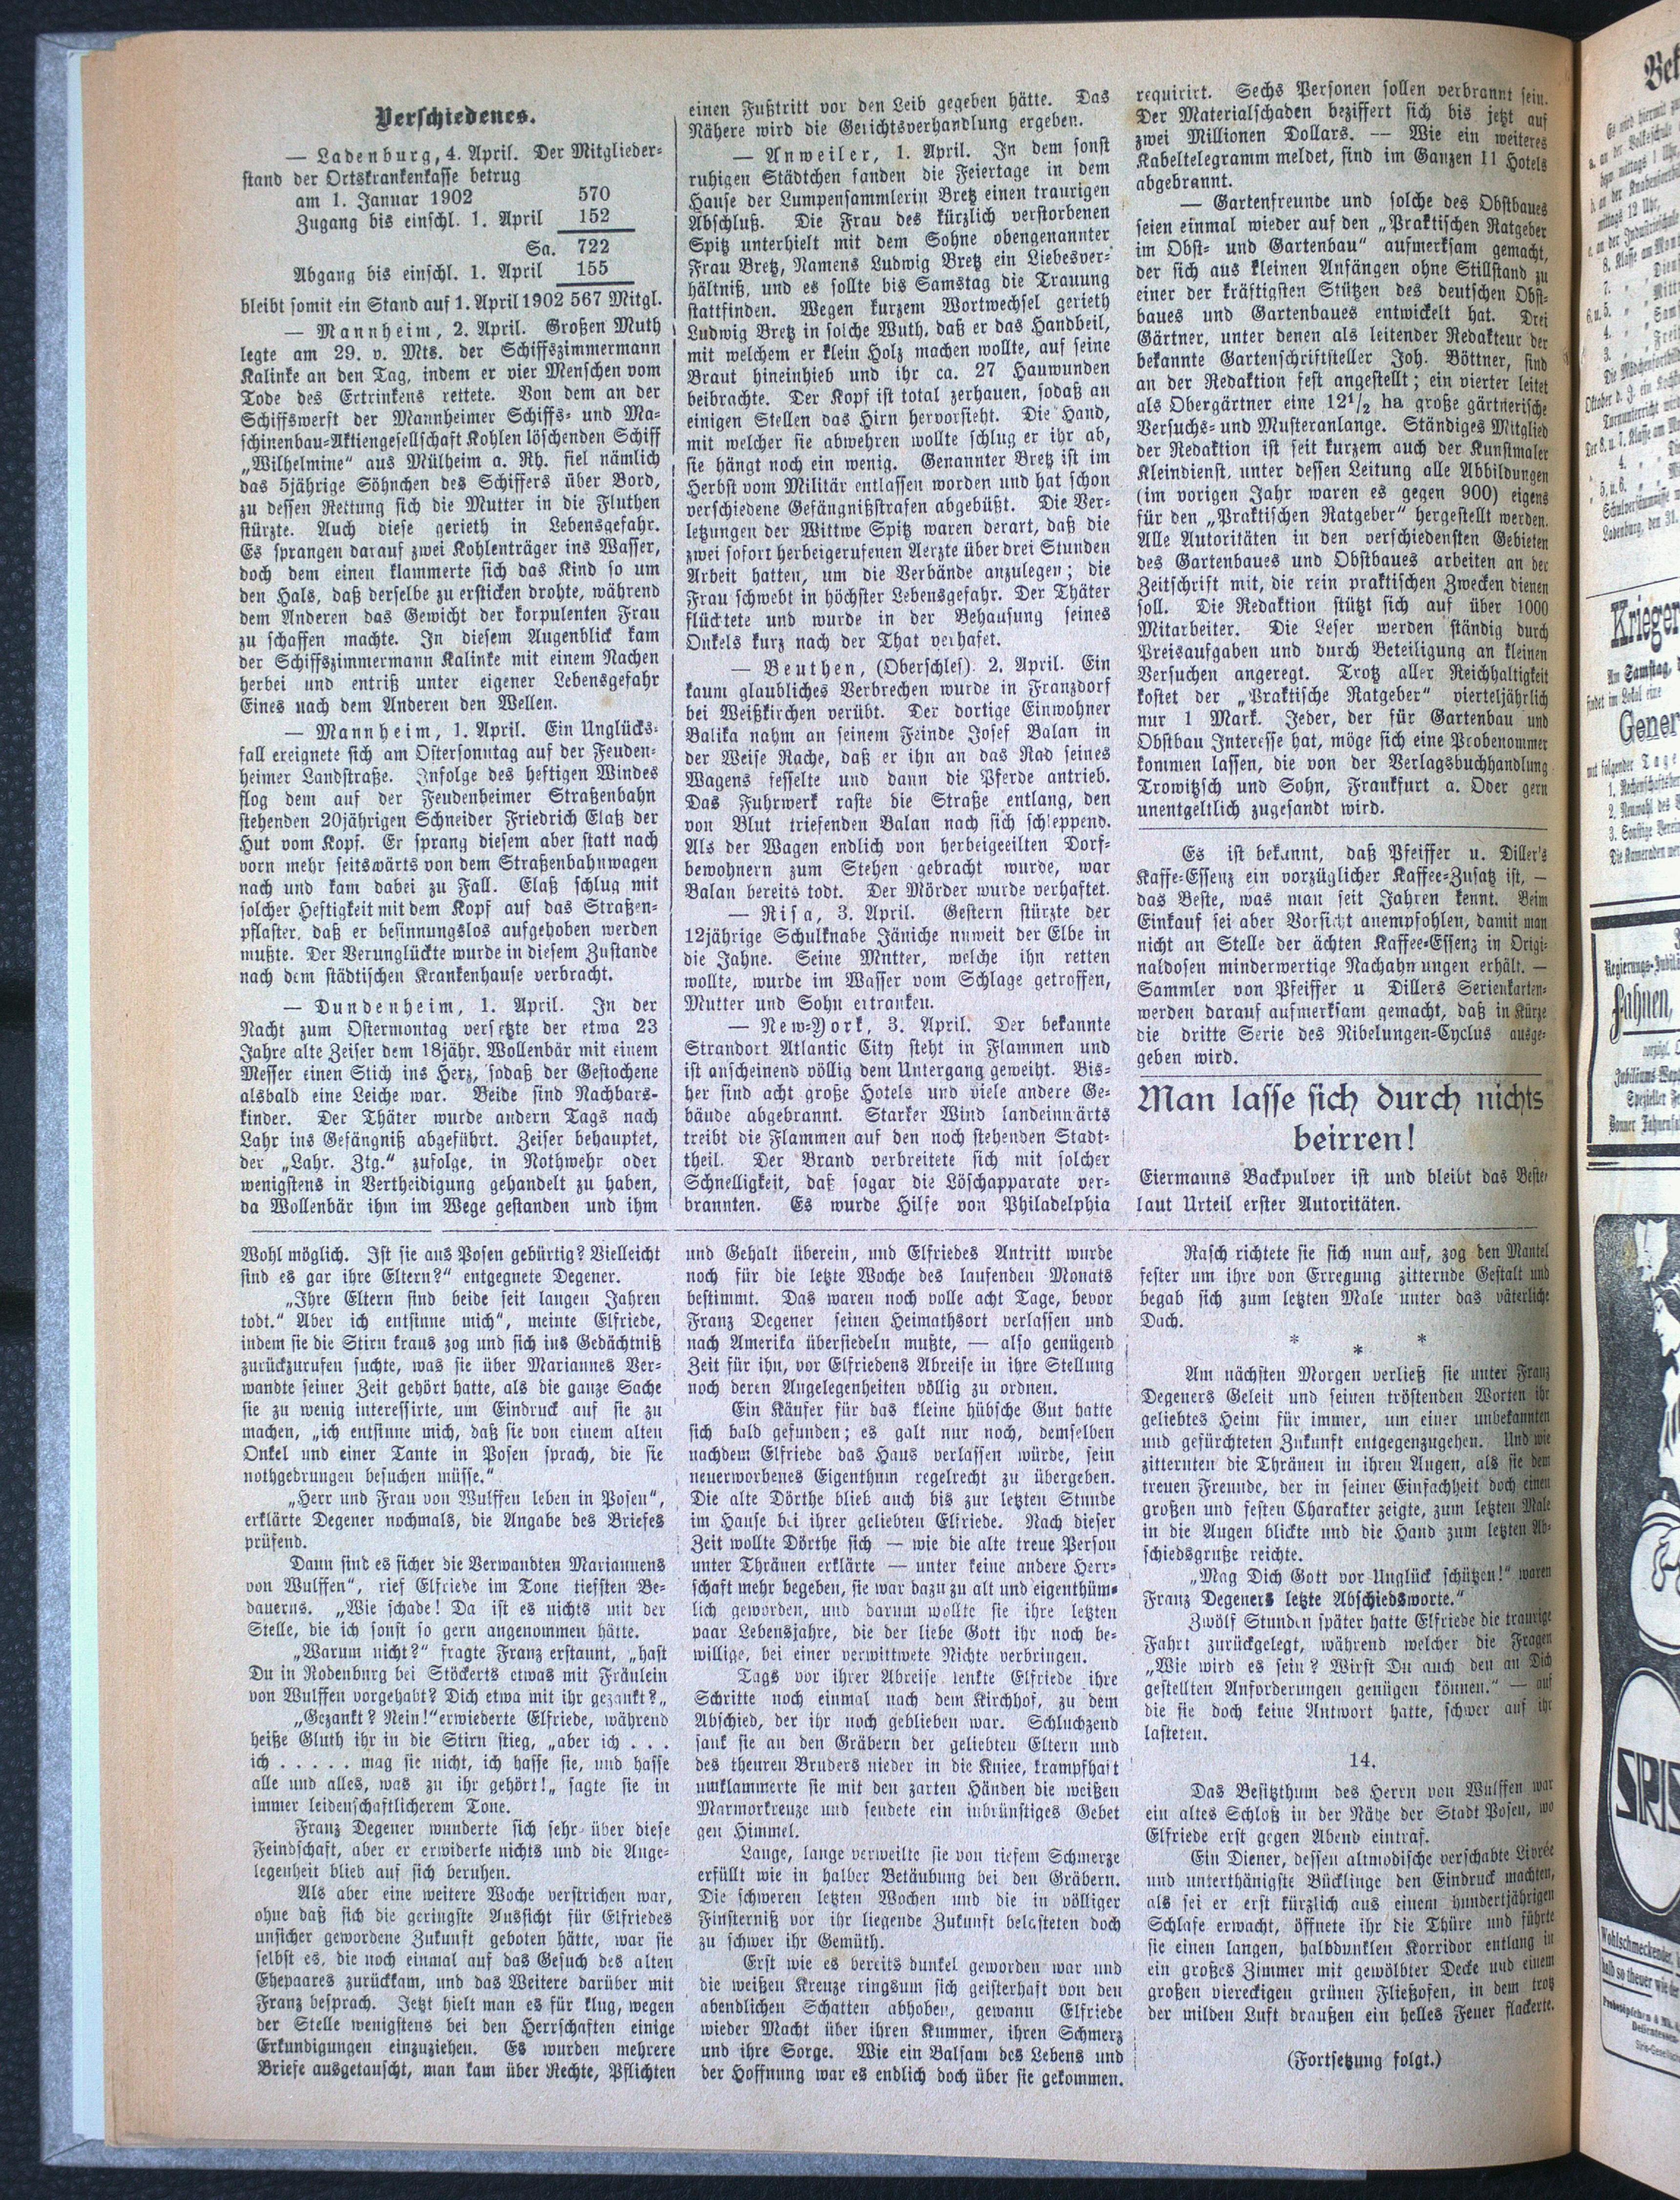 Verschiedenes.
— Ladenburg, 4. April. Der Mitglieder-
stand der Ortskrankenkasse betrug
am 1. Januar 1902 570
Zugang bis einschl. 1. April 152
Sa. 722
Abgang bis einschl. 1. April 155
bleibt somit ein Stand auf 1. April 1902 567 Mitgl.
— Mannheim, 2. April. Großen Muth
legte am 29. v. Mts. der Schiffszimmermann
Kalinke an den Tag, indem er vier Menschen vom
Tode des Ertrinkens rettete. Von dem an der
Schiffswerft der Mannheimer Schiffs- und Ma-
schinenbau-Aktiengesellschaft Kohlen löschenden Schiff
„Wilhelmine“ aus Mülheim a. Rh. fiel nämlich
das 5jährige Söhnchen des Schiffers über Bord,
zu dessen Rettung sich die Mutter in die Fluthen
stürzte. Auch diese gerieth in Lebensgefahr.
Es sprangen darauf zwei Kohlenträger ins Wasser,
doch dem einen klammerte sich das Kind so um
den Hals, daß derselbe zu ersticken drohte, während
dem Anderen das Gewicht der korpulenten Frau
zu schaffen machte. In diesem Augenblick kam
der Schiffszimmermann Kalinke mit einem Nachen
herbei und entriß unter eigener Lebensgefahr
Eines nach dem Anderen den Wellen.
— Mannheim, 1. April. Ein Unglücks-
fall ereignete sich am Ostersonntag auf der Feuden-
heimer Landstraße. Infolge des heftigen Windes
flog dem auf der Feudenheimer Straßenbahn
stehenden 20jährigen Schneider Friedrich Elaß der
Hut vom Kopf. Er sprang diesem aber statt nach
vorn mehr seitswärts von dem Straßenbahnwagen
nach und kam dabei zu Fall. Elaß schlug mit
solcher Heftigkeit mit dem Kopf auf das Straßen-
pflaster, daß er besinnungslos aufgehoben werden
mußte. Der Verunglückte wurde in diesem Zustande
nach dem städtischen Krankenhause verbracht.
— Dundenheim, 1. April. In der
Nacht zum Ostermontag versetzte der etwa 23
Jahre alte Zeiser dem 18jähr. Wollenbär mit einem
Messer einen Stich ins Herz, sodaß der Gestochene
alsbald eine Leiche war. Beide sind Nachbars-
kinder. Der Thäter wurde andern Tags nach
Lahr ins Gefängniß abgeführt. Zeiser behauptet,
der „Lahr. Ztg.“ zufolge, in Nothwehr oder
wenigstens in Vertheidigung gehandelt zu haben,
da Wollenbär ihm im Wege gestanden und ihm
einen Fußtritt vor den Leib gegeben hätte. Das
Nähere wird die Gerichtsverhandlung ergeben.
— Anweiler, 1. April. In dem sonst
ruhigen Städtchen fanden die Feiertage in dem
Hause der Lumpensammlerin Bretz einen traurigen
Abschluß. Die Frau des kürzlich verstorbenen
Spitz unterhielt mit dem Sohne obengenannter
Frau Bretz, Namens Ludwig Bretz ein Liebesver-
hältniß, und es sollte bis Samstag die Trauung
stattfinden. Wegen kurzem Wortwechsel gerieth
Ludwig Bretz in solche Wuth, daß er das Handbeil,
mit welchem er klein Holz machen wollte, auf seine
Braut hineinhieb und ihr ca. 27 Hauwunden
beibrachte. Der Kopf ist total zerhauen, sodaß an
einigen Stellen das Hirn hervorsieht. Die Hand,
mit welcher sie abwehren wollte schlug er ihr ab,
sie hängt noch ein wenig. Genannter Bretz ist im
Herbst vom Militär entlassen worden und hat schon
verschiedene Gefängnißstrafen abgebüßt. Die Ver-
letzungen der Wittwe Spitz waren derart, daß die
zwei sofort herbeigerufenen Aerzte über drei Stunden
Arbeit hatten, um die Verbände anzulegen; die
Frau schwebt in höchster Lebensgefahr. Der Thäter
flüchtete und wurde in der Behausung seines
Onkels kurz nach der That verhafet.
— Beuthen, (Oberschles). 2. April. Ein
kaum glaubliches Verbrechen wurde in Franzdorf
bei Weißkirchen verübt. Der dortige Einwohner
Balika nahm an seinem Feinde Josef Balan in
der Weise Rache, daß er ihn an das Rad seines
Wagens fesselte und dann die Pferde antrieb.
Das Fuhrwerk raste die Straße entlang, den
von Blut triefenden Balan nach sich schleppend.
Als der Wagen endlich von herbeigeeilten Dorf-
bewohnern zum Stehen gebracht wurde, war
Balan bereits todt. Der Mörder wurde verhaftet.
— Risa, 3. April. Gestern stürzte der
12jährige Schulknabe Jäniche nuweit der Elbe in
die Jahne. Seine Mutter, welche ihn retten
wollte, wurde im Wasser vom Schlage getroffen,
Mutter und Sohn ertranken.
— New-York, 3. April. Der bekannte
Strandort Atlantic City steht in Flammen und
ist anscheinend völlig dem Untergang geweiht. Bis-
her sind acht große Hotels und viele andere Ge-
bäude abgebrannt. Starker Wind landeinwärts
treibt die Flammen auf den noch stehenden Stadt-
theil. Der Brand verbreitete sich mit solcher
Schnelligkeit, daß sogar die Löschapparate ver-
brannten. Es wurde Hilfe von Philadelphia
requirirt. Sechs Personen sollen verbrannt sein.
Der Materialschaden beziffert sich bis jetzt auf
zwei Millionen Dollars. — Wie ein weiteres
Kabeltelegramm meldet, sind im Ganzen 11 Hotels
abgebrannt.
— Gartenfreunde und solche des Obstbaues
seien einmal wieder auf den „Praktischen Ratgeber
im Obst- und Gartenbau“ aufmerksam gemacht,
der sich aus kleinen Anfängen ohne Stillstand zu
einer der kräftigsten Stützen des deutschen Obst-
baues und Gartenbaues entwickelt hat. Drei
Gärtner, unter denen als leitender Redakteur der
bekannte Gartenschriftsteller Joh. Böttner, sind
an der Redaktion fest angestellt; ein vierter leitet
als Obergärtner eine 12½ ha große gärtnerische
Versuchs- und Musteranlange. Ständiges Mitglied
der Redaktion ist seit kurzem auch der Kunstmaler
Kleindienst, unter dessen Leitung alle Abbildungen
(im vorigen Jahr waren es gegen 900) eigens
für den „Praktischen Ratgeber“ hergestellt werden.
Alle Autoritäten in den verschiedensten Gebieten
des Gartenbaues und Obstbaues arbeiten an der
Zeitschrift mit, die rein praktischen Zwecken dienen
soll. Die Redaktion stützt sich auf über 1000
Mitarbeiter. Die Leser werden ständig durch
Preisaufgaben und durch Beteiligung an kleinen
Versuchen angeregt. Trotz aller Reichhaltigkeit
kostet der „Praktische Ratgeber“ vierteljährlich
nur 1 Mark. Jeder, der für Gartenbau und
Obstbau Interesse hat, möge sich eine Probenommer
kommen lassen, die von der Verlagsbuchhandlung
Trowitzsch und Sohn, Frankfurt a. Oder gern
unentgeltlich zugesandt wird.
Es ist bekannt, daß Pfeiffer u. Diller's
Kaffe-Essenz ein vorzüglicher Kaffee-Zusatz ist, —
das Beste, was man seit Jahren kennt. Beim
Einkauf sei aber Vorsicht anempfohlen, damit man
nicht an Stelle der ächten Kaffee-Essenz in Origi-
naldosen minderwertige Nachahmungen erhält. —
Sammler von Pfeiffer u Dillers Serienkarten-
werden darauf aufmerksam gemacht, daß in Kürze
die dritte Serie des Nibelungen-Cyclus ausge-
geben wird.
Man lasse sich durch nichts
beirren!
Eiermanns Backpulver ist und bleibt das Beste,
laut Urteil erster Autoritäten.
Wohl möglich. Ist sie aus Posen gebürtig? Vielleicht
sind es gar ihre Eltern?“ entgegnete Degener.
„Ihre Eltern sind beide seit langen Jahren
todt.“ Aber ich entsinne mich“, meinte Elfriede,
indem sie die Stirn kraus zog und sich ins Gedächtniß
zurückzurufen suchte, was sie über Mariannes Ver-
wandte seiner Zeit gehört hatte, als die ganze Sache
sie zu wenig interessirte, um Eindruck auf sie zu
machen, „ich entsinne mich, daß sie von einem alten
Onkel und einer Tante in Posen sprach, die sie
nothgedrungen besuchen müsse.“
„Herr und Frau von Wulffen leben in Posen“,
erklärte Degener nochmals, die Angabe des Briefes
prüfend.
Dann sind es sicher die Verwandten Mariannens
von Wulffen“, rief Elfriede im Tone tiefsten Be-
dauerns. „Wie schade! Da ist es nichts mit der
Stelle, die ich sonst so gern angenommen hätte.
„Warum nicht?“ fragte Franz erstaunt, „hast
Du in Rodenburg bei Stöckerts etwas mit Fräulein
von Wulffen vorgehabt? Dich etwa mit ihr gezankt?„
„Gezankt? Nein!“ erwiederte Elfriede, während
heiße Gluth ihr in die Stirn stieg, „aber ich . . .
ich . . . . . mag sie nicht, ich hasse sie, und hasse
alle und alles, was zu ihr gehört!„ sagte sie in
immer leidenschaftlicherem Tone.
Franz Degener wunderte sich sehr über diese
Feindschaft, aber er erwiderte nichts und die Ange-
legenheit blieb auf sich beruhen.
Als aber eine weitere Woche verstrichen war,
ohne daß sich die geringste Aussicht für Elfriedes
unsicher gewordene Zukunft geboten hätte, war sie
selbst es, die noch einmal auf das Gesuch des alten
Ehepaares zurückkam, und das Weitere darüber mit
Franz besprach. Jetzt hielt man es für klug, wegen
der Stelle wenigstens bei den Herrschaften einige
Erkundigungen einzuziehen. Es wurden mehrere
Briefe ausgetauscht, man kam über Rechte, Pflichten
und Gehalt überein, und Elfriedes Antritt wurde
noch für die letzte Woche des laufenden Monats
bestimmt. Das waren noch volle acht Tage, bevor
Franz Degener seinen Heimathsort verlassen und
nach Amerika übersiedeln mußte, — also genügend
Zeit für ihn, vor Elfriedens Abreise in ihre Stellung
noch deren Angelegenheiten völlig zu ordnen.
Ein Käufer für das kleine hübsche Gut hatte
sich bald gefunden; es galt nur noch, demselben
nachdem Elfriede das Haus verlassen würde, sein
neuerworbenes Eigenthum regelrecht zu übergeben.
Die alte Dörthe blieb auch bis zur letzten Stunde
im Hause bei ihrer geliebten Elfriede. Nach dieser
Zeit wollte Dörthe sich — wie die alte treue Person
unter Thränen erklärte — unter keine andere Herr-
schaft mehr begeben, sie war dazu zu alt und eigenthüm-
lich geworden, und darum wollte sie ihre letzten
paar Lebensjahre, die der liebe Gott ihr noch be-
willige, bei einer verwittwete Nichte verbringen.
Tags vor ihrer Abreise lenkte Elfriede ihre
Schritte noch einmal nach dem Kirchhof, zu dem
Abschied, der ihr noch geblieben war. Schluchzend
sank sie an den Gräbern der geliebten Eltern und
des theuren Bruders nieder in die Kniee, krampfhaft
umklammerte sie mit den zarten Händen die weißen
Marmorkreuze und sendete ein inbrünstiges Gebet
gen Himmel.
Lange, lange verweilte sie von tiefem Schmerze
erfüllt wie in halber Betäubung bei den Gräbern.
Die schweren letzten Wochen und die in völliger
Finsterniß vor ihr liegende Zukunft belasteten doch
zu schwer ihr Gemüth.
Erst wie es bereits dunkel geworden war und
die weißen Kreuze ringsum sich geisterhaft von den
abendlichen Schatten abhoben, gewann Elfriede
wieder Macht über ihren Kummer, ihren Schmerz
und ihre Sorge. Wie ein Balsam des Lebens und
der Hoffnung war es endlich doch über sie gekommen.
Rasch richtete sie sich nun auf, zog den Mantel
fester um ihre von Erregung zitternde Gestalt und
begab sich zum letzten Male unter das väterliche
Dach.
* * *
Am nächsten Morgen verließ sie unter Franz
Degeners Geleit und seinen tröstenden Worten ihr
geliebtes Heim für immer, um einer unbekannten
und gefürchteten Zukunft entgegenzugehen. Und wie
zitternten die Thränen in ihren Augen, als sie dem
treuen Freunde, der in seiner Einfachheit doch einen
großen und festen Charakter zeigte, zum letzten Male
in die Augen blickte und die Hand zum letzten Ab-
schiedsgruße reichte.
„Mag Dich Gott vor Unglück schützen!“ waren
Franz Degeners letzte Abschiedsworte.“
Zwölf Stunden später hatte Elfriede die traurige
Fahrt zurückgelegt, während welcher die Fragen
„Wie wird es sein? Wirst Du auch den an Dich
gestellten Anforderungen genügen können.“ — auf
die sie doch keine Antwort hatte, schwer auf ihr
lasteten.
14.
Das Besitzthum des Herrn von Wulffen war
ein altes Schloß in der Nähe der Stadt Posen, wo
Elfriede erst gegen Abend eintraf.
Ein Diener, dessen altmodische verschabte Livrée
und unterthänigste Bücklinge den Eindruck machten,
als sei er erst kürzlich aus einem hundertjährigen
Schlafe erwacht, öffnete ihr die Thüre und führte
sie einen langen, halbdunklen Korridor entlang in
ein großes Zimmer mit gewölbter Decke und einem
großen viereckigen grünen Fließofen, in dem trotz
der milden Luft draußen ein helles Feuer flackerte.
(Fortsetzung folgt.)
Es wird hiermit
Krieger
Am Samstag,
findet im Lokal eine
Gener
mit folgender Tage
2. Neuwahl des
Die Kameraden
Regierungs-Jubil
Fahnen,
Wohlschmeckender,
halb so theuer wie der